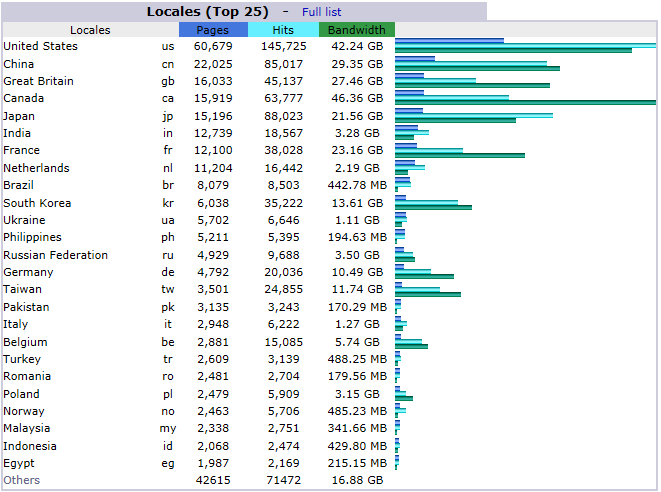 Locales (Top 25) - Full list
Locales Pages Hits Bandwidth
United States us 60,679 145,725 42.24 GB
China cn 22,025 85,017 29.35 GB
Great Britain gb 16,033 45,137 27.46 GB
Canada ca 15,919 63,777 46.36 GB
Japan jp 15,196 88,023 21.56 GB
India in 12,739 18,567 3.28 GB
France fr 12,100 38,028 23.16 GB
Netherlands nl 11,204 16,442 2.19 GB
Brazil br 8,079 8,503 442.78 MB
South Korea kr 6,038 35,222 13.61 GB
Ukraine ua 5,702 6,646 1.11 GB
Philippines ph 5,211 5,395 194.63 MB
Russian Federation ru 4,929 9,688 3.50 GB
Germany de 4,792 20,036 10.49 GB
Taiwan tw 3,501 24,855 11.74 GB
Pakistan pk 3,135 3,243 170.29 MB
Italy it 2,948 6,222 1.27 GB
Belgium be 2,881 15,085 5.74 GB
Turkey tr 2,609 3,139 488.25 MB
Romania ro 2,481 2,704 179.56 MB
Poland pl 2,479 5,909 3.15 GB
Norway no 2,463 5,706 485.23 MB
Malaysia my 2,338 2,751 341.66 MB
Indonesia id 2,068 2,474 429.80 MB
Egypt eg 1,987 2,169 215.15 MB
Others 42615 71472 16.88 GB